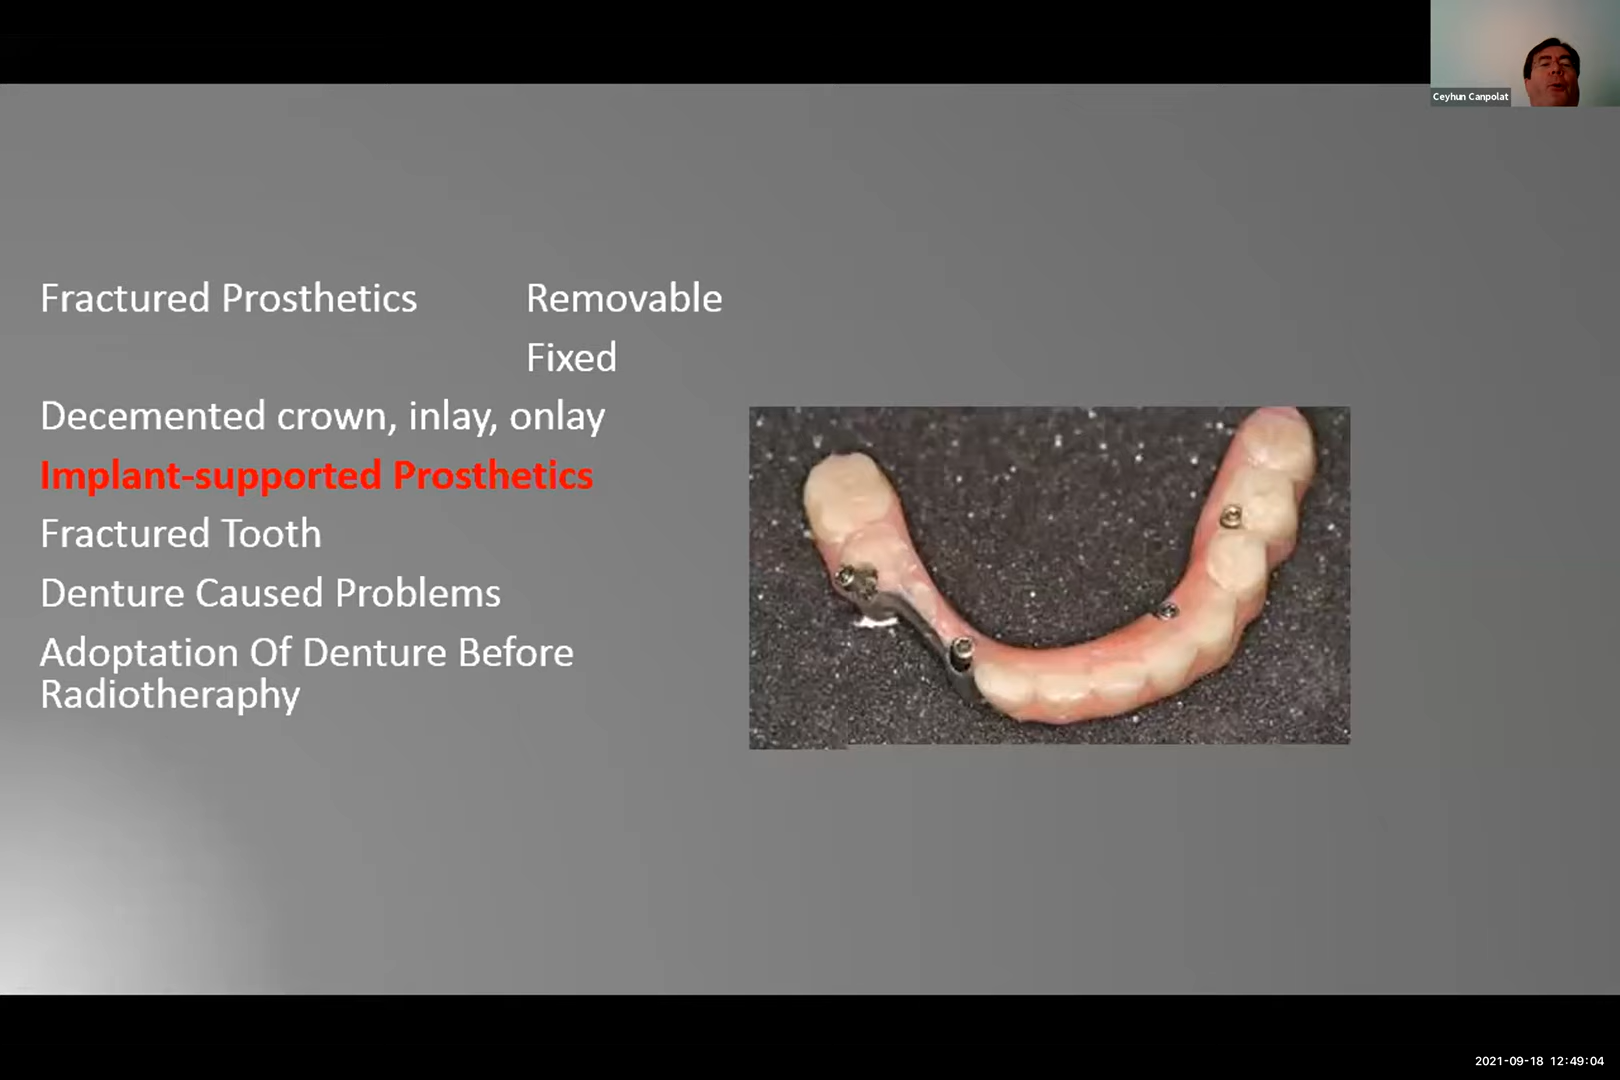 Ceyhun Canpolat
Fractured Prosthetics Removable
Fixed
Decemented crown, inlay, onlay
Implant-supported Prosthetics
Fractured Tooth
Denture Caused Problems
Adoptation Of Denture Before
Radiotheraphy
2021-09-18 12:49:04